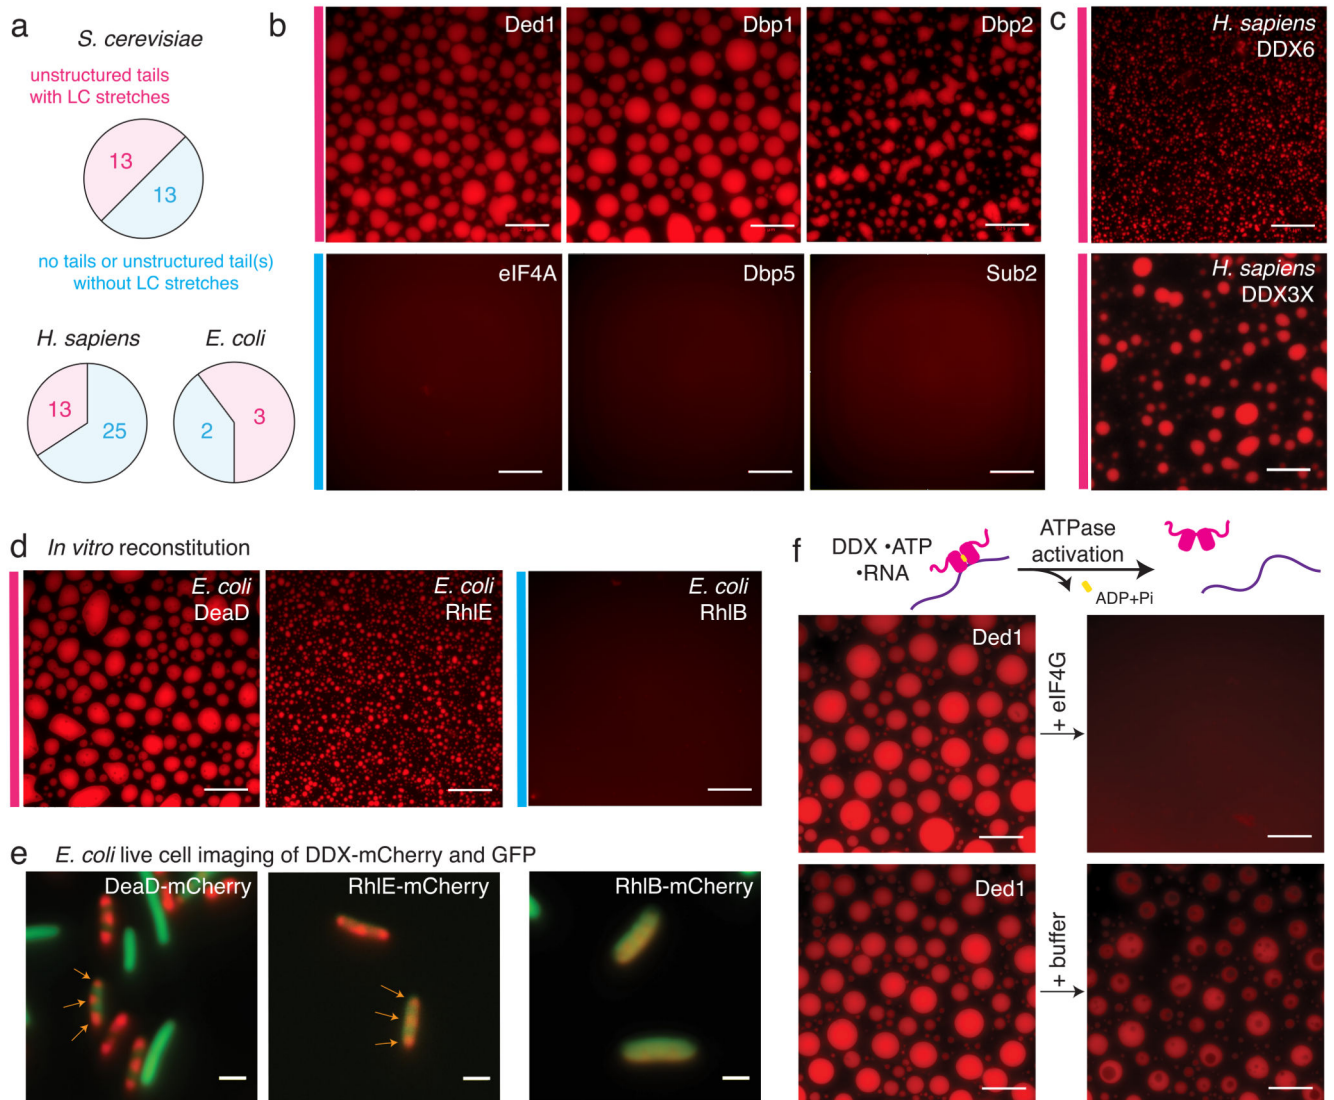 a
S. cerevisiae
unstructured tails
with LC stretches
13
13
no tails or unstructured tail(s)
without LC stretches
H. sapiens
E. coli
13
25
2
3
b
Ded1
Dbp1
Dbp2
eIF4A
Dbp5
Sub2
c
H. sapiens
DDX6
H. sapiens
DDX3X
d
In vitro reconstitution
E. coli
DeaD
E. coli
RhlE
E. coli
RhlB
e
E. coli live cell imaging of DDX-mCherry and GFP
DeaD-mCherry
RhlE-mCherry
RhlB-mCherry
f
DDX •ATP
•RNA
ATPase
activation
ADP+Pi
Ded1
+ eIF4G
Ded1
+ buffer